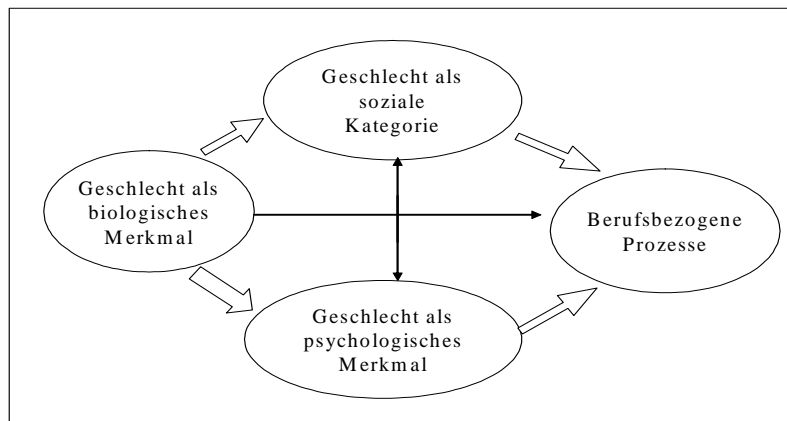 Geschlecht als
soziale
Kategorie
Geschlecht als
biologisches
Merkmal
Berufsbezogene
Prozesse
Geschlecht als
psychologisches
Merkmal